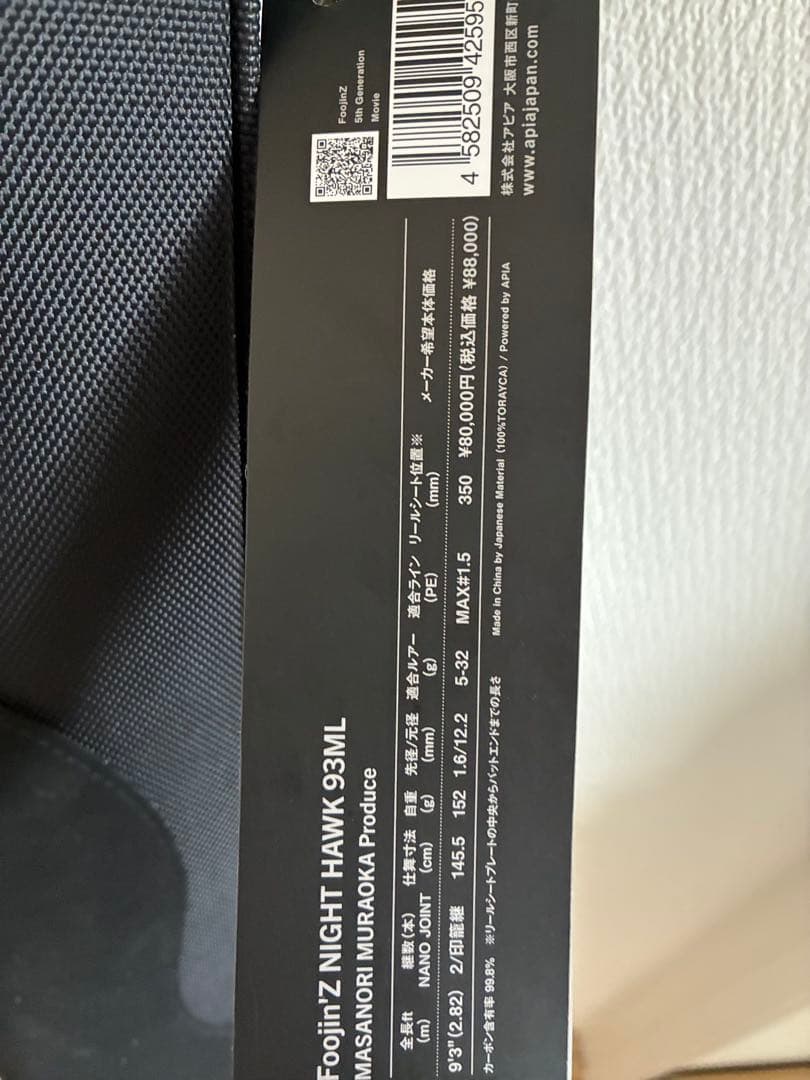 Foojin'Z NIGHT HAWK 93ML
MASANORI MURAOKA Produce
全長ft (m) 継数(本) NANO JOINT 仕舞寸法 (cm) 自重 (g) 先径/元径 (mm) 適合ルアー (g) 適合ライン (PE) リールシート位置※ (mm) メーカー希望本体価格
9'3"(2.82) 2/印籠継 145.5 152 1.6/12.2 5-32 MAX#1.5 350 ¥80,000円(税込価格 ¥88,000)
カーボン含有率 99.8% ※リールシートプレートの中央からバットエンドまでの長さ Made in China by Japanese Material (100%TORAYCA) / Powered by APIA
FoojinZ
5th Generation
Movie
4 582509 42595
株式会社アピア 大阪市西区新町
www.apiajapan.com